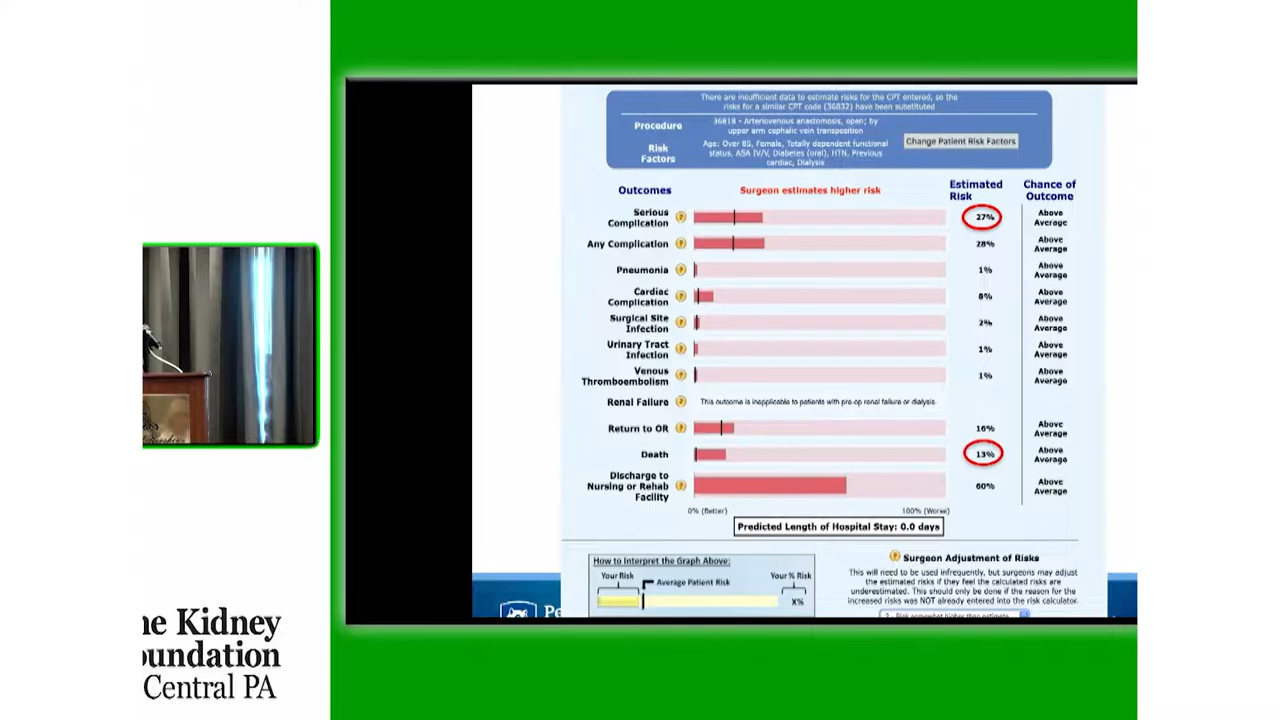 There are insufficient data to estimate risks for the CPT entered, so the
risks for a similar CPT code (36832) have been substituted
Procedure
36818 - Arteriovenous anastomosis, open; by
upper arm cephalic vein transposition
Risk
Factors
Age: Over 85, Female, Totally dependent functional
status, ASA IV/V, Diabetes (oral), HTN, Previous
cardiac, Dialysis
Change Patient Risk Factors
Outcomes
Surgeon estimates higher risk
Estimated
Risk
Chance of
Outcome
Serious
Complication
?
27%
Above
Average
Any Complication
?
28%
Above
Average
Pneumonia
?
1%
Above
Average
Cardiac
Complication
?
8%
Above
Average
Surgical Site
Infection
?
2%
Above
Average
Urinary Tract
Infection
?
1%
Above
Average
Venous
Thromboembolism
?
1%
Above
Average
Renal Failure
?
This outcome is inapplicable to patients with pre-op renal failure or dialysis.
Return to OR
?
16%
Above
Average
Death
13%
Above
Average
Discharge to
Nursing or Rehab
Facility
?
60%
Above
Average
0% (Better)
100% (Worse)
Predicted Length of Hospital Stay: 0.0 days
How to Interpret the Graph Above:
Your Risk
Average Patient Risk
Your % Risk
X%
? Surgeon Adjustment of Risks
This will need to be used infrequently, but surgeons may adjust
the estimated risks if they feel the calculated risks are
underestimated. This should only be done if the reason for the
increased risks was NOT already entered into the risk calculator.
2 - Risk somewhat higher than estimate
Pe
ne Kidney
oundation
Central PA